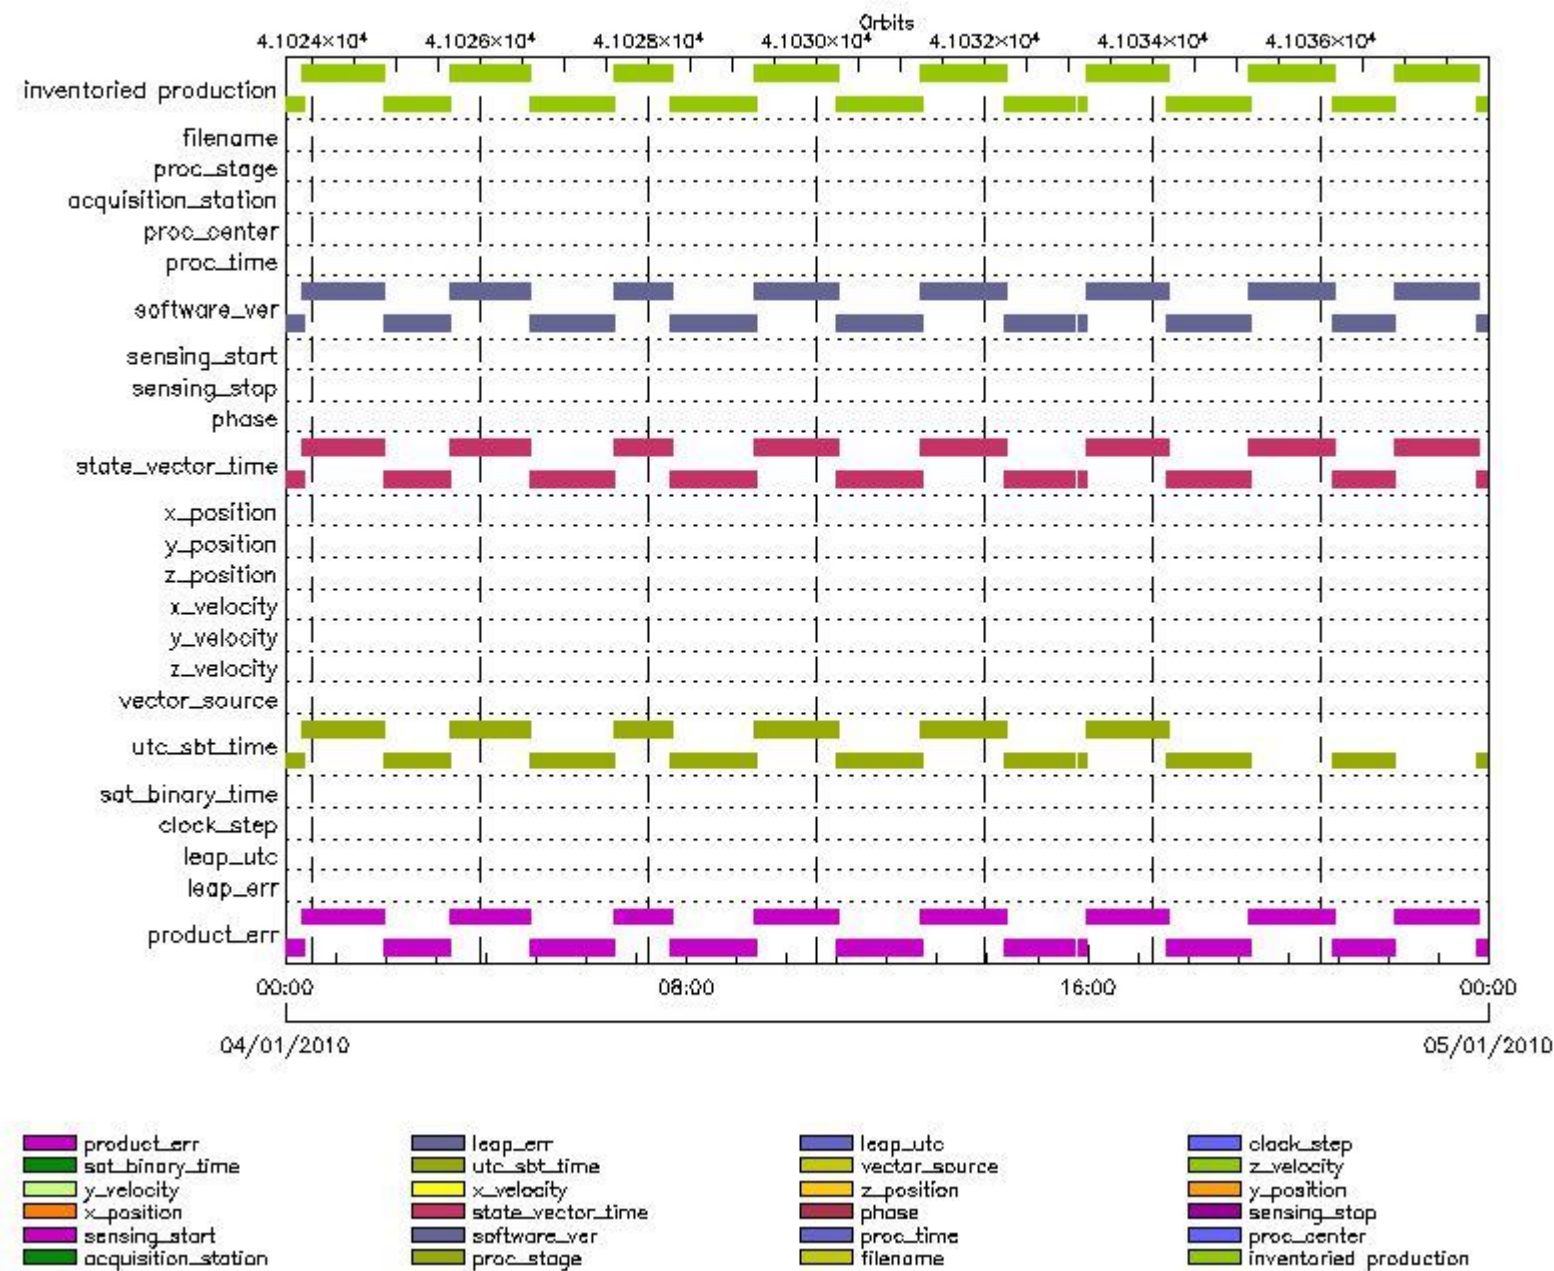 Orbits
4.1024×10⁴ 4.1026×10⁴ 4.1028×10⁴ 4.1030×10⁴ 4.1032×10⁴ 4.1034×10⁴ 4.1036×10⁴
inventoried production
filename
proc_stage
acquisition_station
proc_center
proc_time
software_ver
sensing_start
sensing_stop
phase
state_vector_time
x_position
y_position
z_position
x_velocity
y_velocity
z_velocity
vector_source
utc_sbt_time
sat_binary_time
clock_step
leap_utc
leap_err
product_err
00:00 08:00 16:00 00:00
04/01/2010 05/01/2010
product_err leap_err leap_utc clock_step
sat_binary_time utc_sbt_time vector_source z_velocity
y_velocity x_velocity z_position y_position
x_position state_vector_time phase sensing_stop
sensing_start software_ver proc_time proc_center
acquisition_station proc_stage filename inventoried production